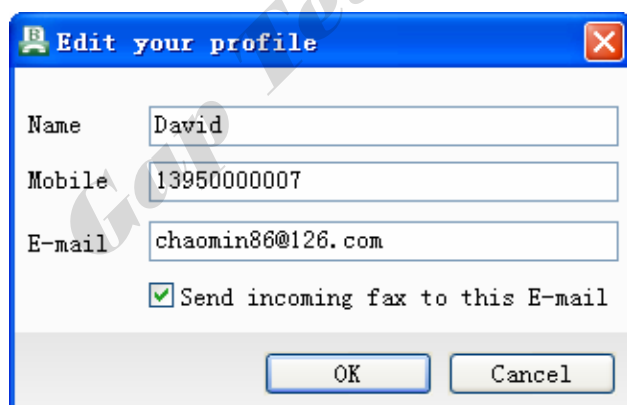 Edit your profile
Name David
Mobile 13950000007
E-mail chaomin86@126.com
Send incoming fax to this E-mail
OK Cancel